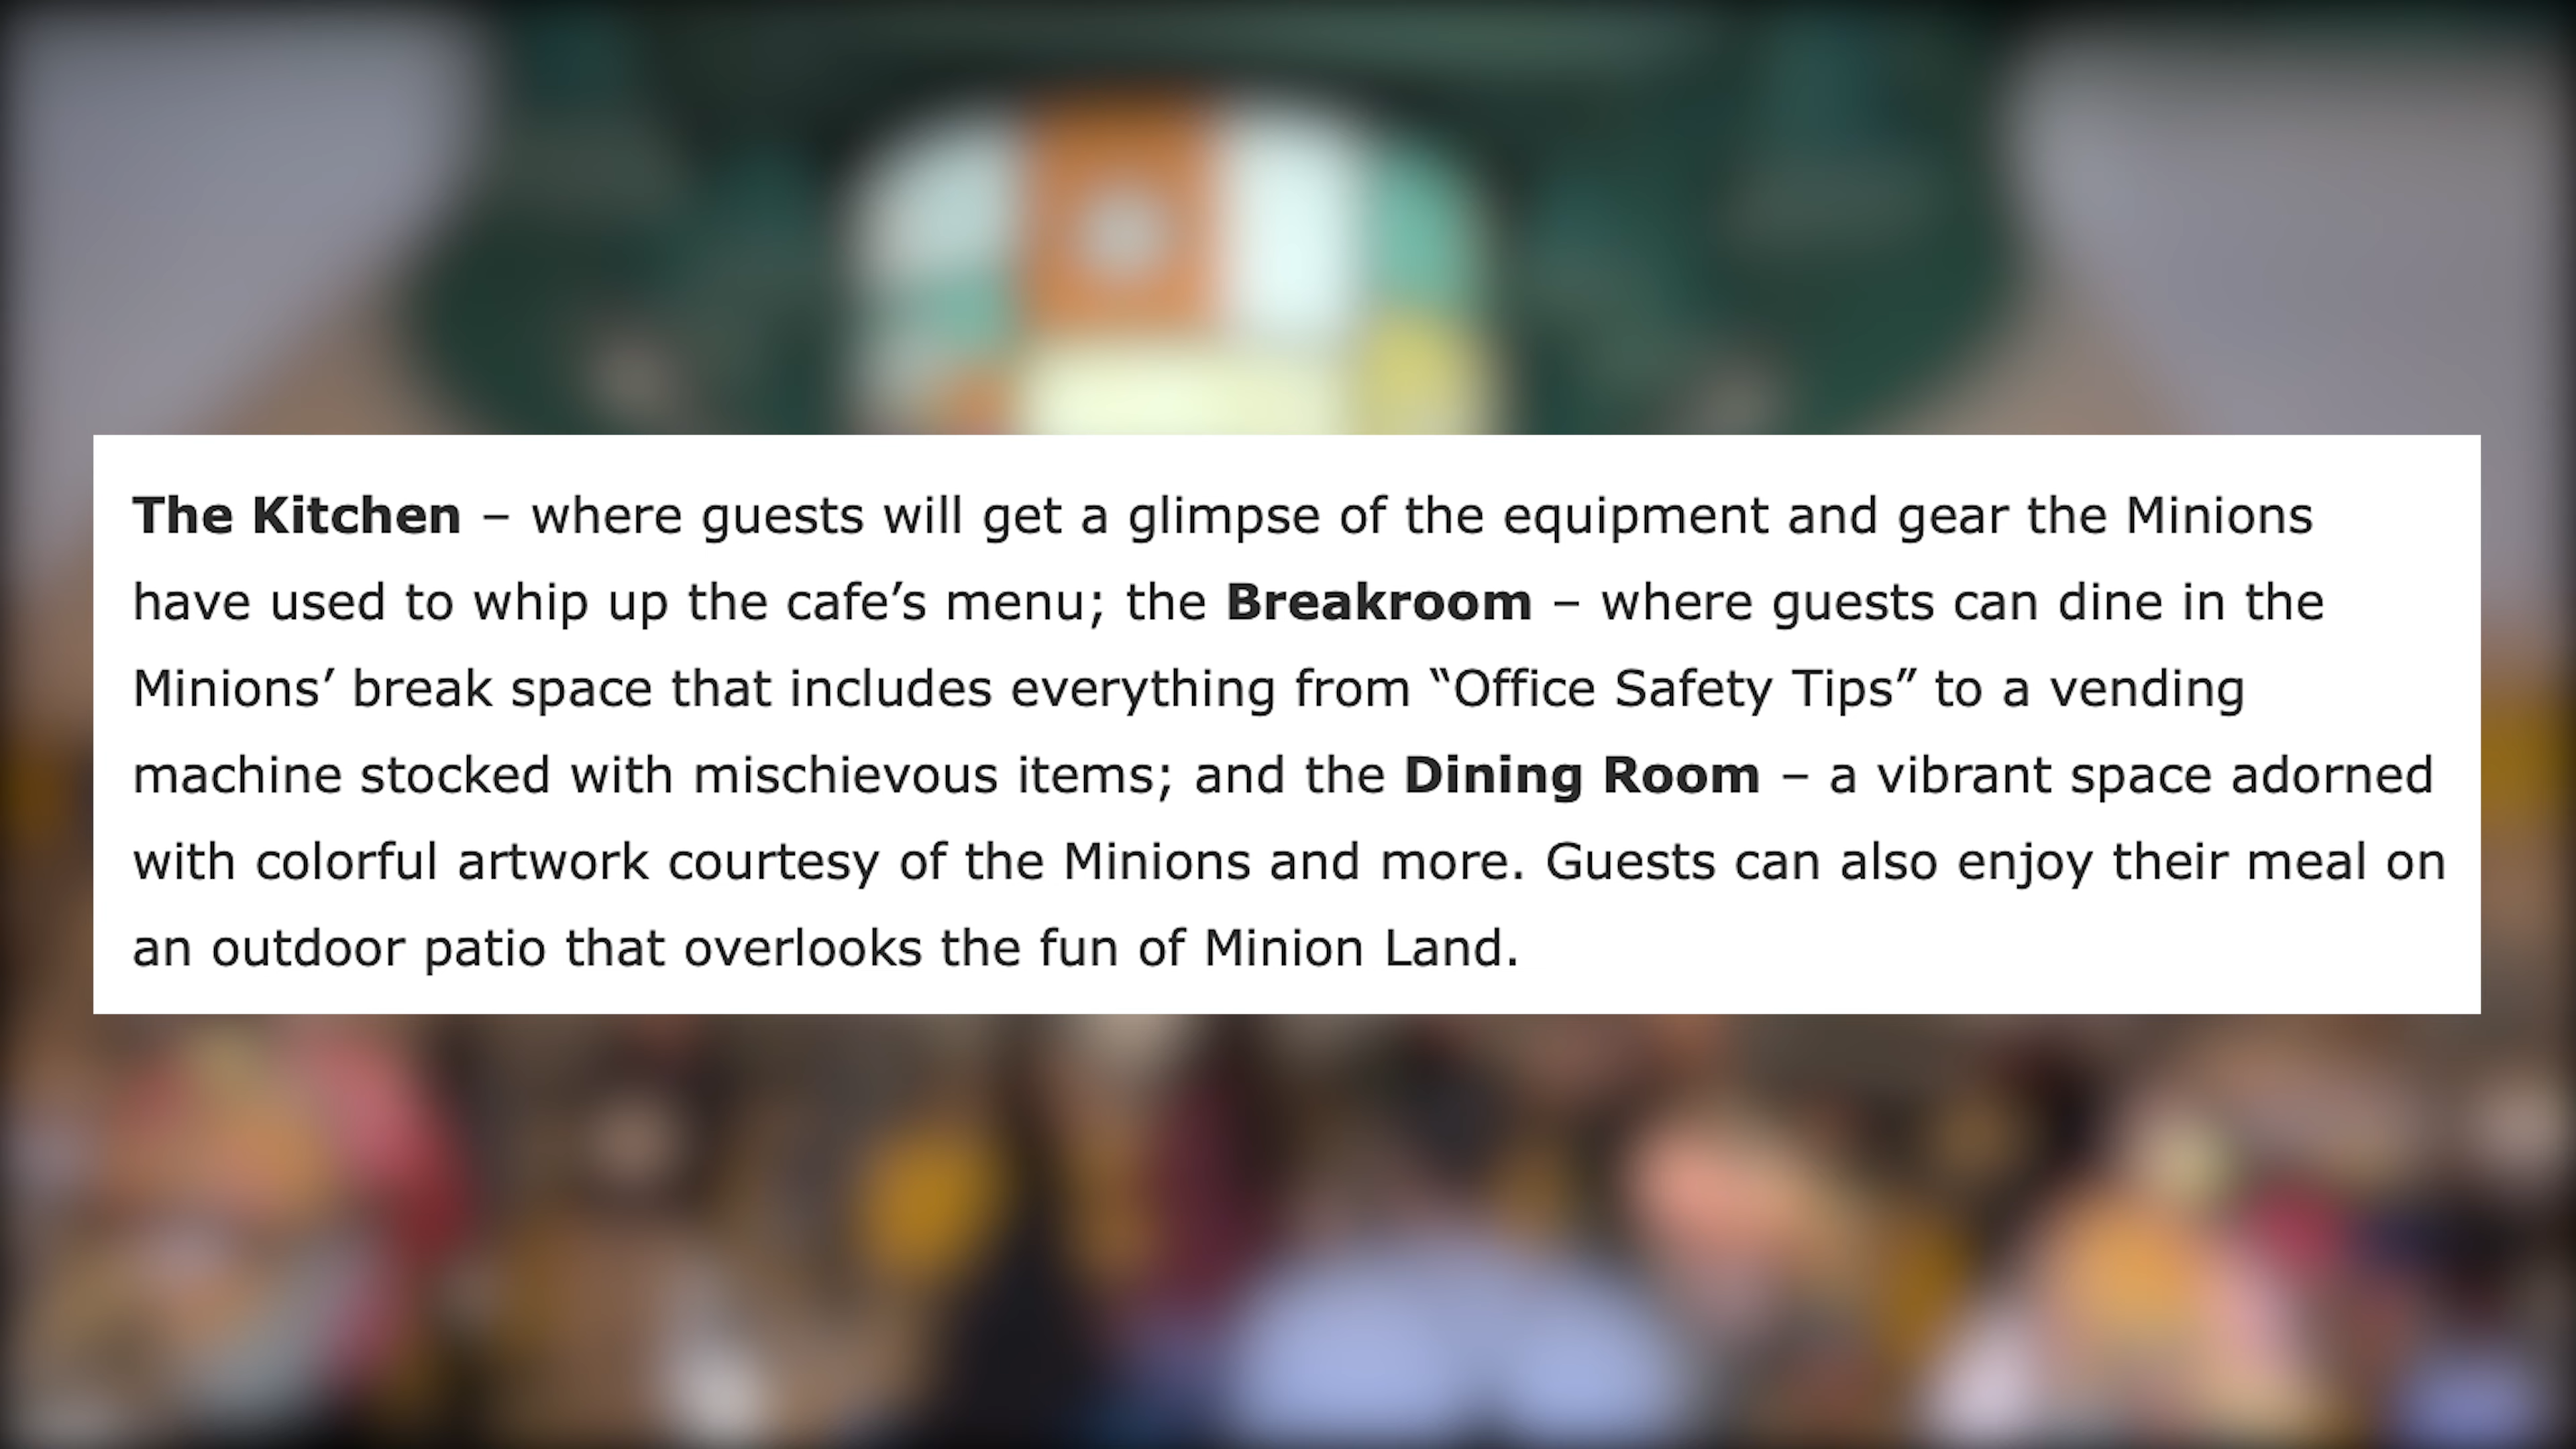 The Kitchen – where guests will get a glimpse of the equipment and gear the Minions
have used to whip up the cafe’s menu; the Breakroom – where guests can dine in the
Minions’ break space that includes everything from “Office Safety Tips” to a vending
machine stocked with mischievous items; and the Dining Room – a vibrant space adorned
with colorful artwork courtesy of the Minions and more. Guests can also enjoy their meal on
an outdoor patio that overlooks the fun of Minion Land.